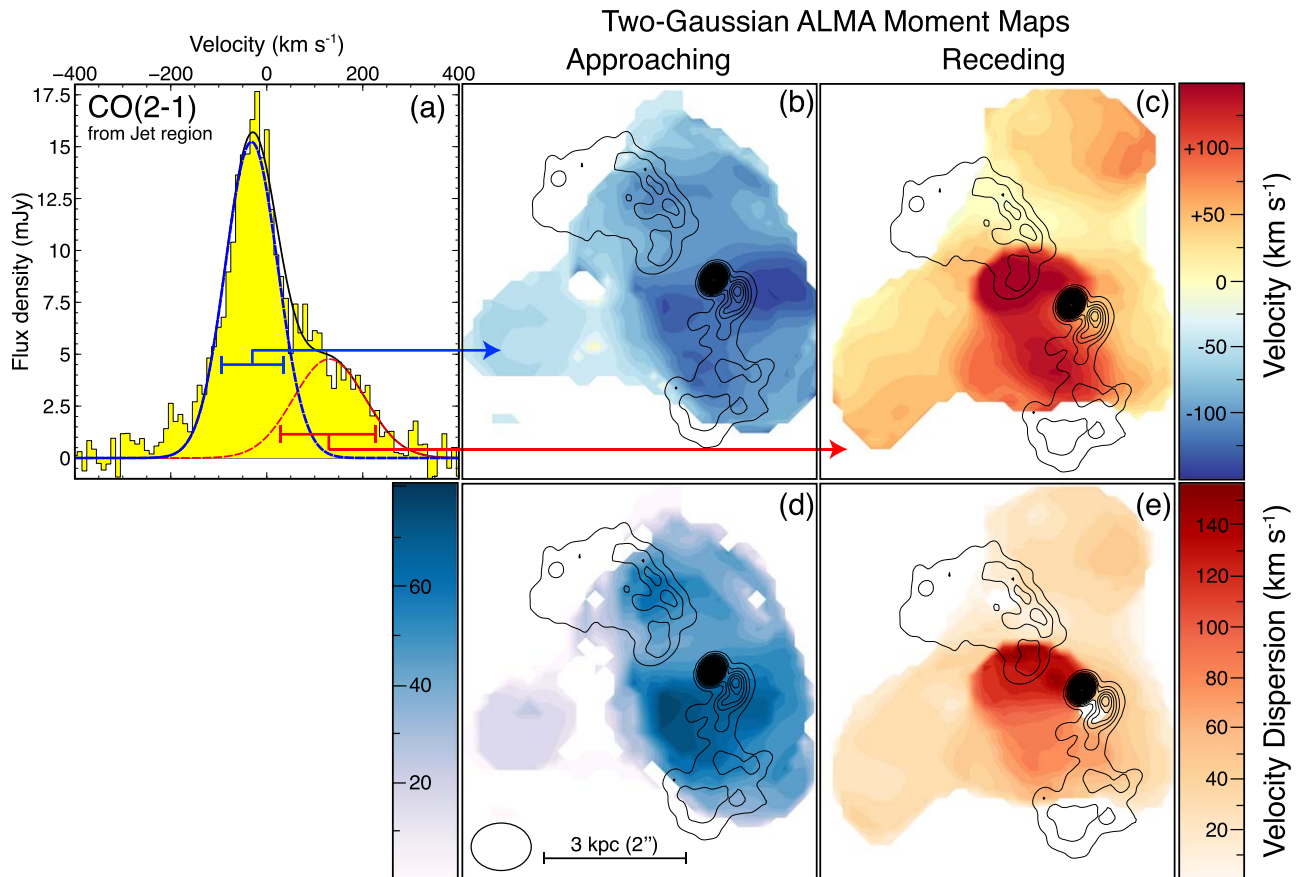 Two-Gaussian ALMA Moment Maps
Velocity (km s⁻¹)
Approaching
Receding
−400 −200 0 200 400
17.5
15
12.5
10
7.5
5
2.5
0
Flux density (mJy)
CO(2-1)
from Jet region
(a)
(b)
(c)
+100
+50
0
-50
-100
Velocity (km s⁻¹)
60
40
20
(d)
3 kpc (2”)
(e)
140
120
100
80
60
40
20
Velocity Dispersion (km s⁻¹)